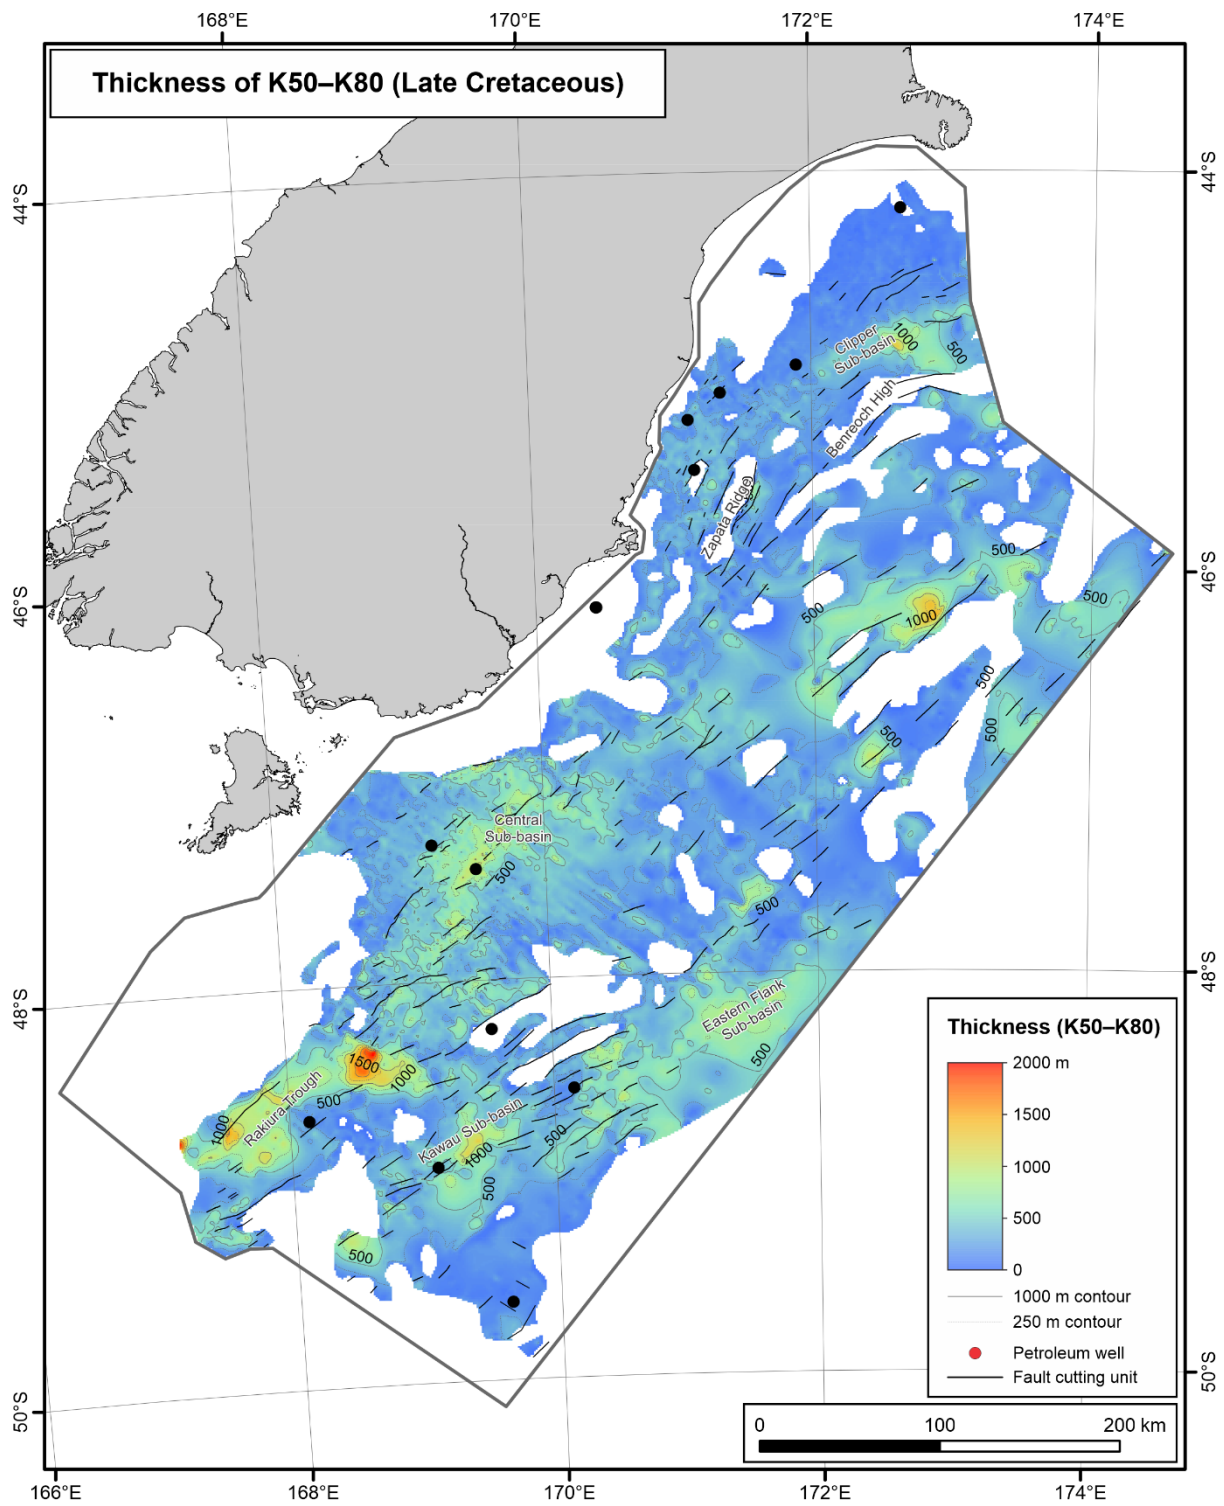 168°E
170°E
172°E
174°E
Thickness of K50–K80 (Late Cretaceous)
44°S
44°S
Clipper
Sub-basin
1000
500
Benreoch High
Zapata Ridge
500
46°S
46°S
500
500
1000
500
500
500
Central
Sub-basin
500
500
48°S
48°S
Eastern Flank
Sub-basin
500
1500
1000
500
Rakiura Trough
1000
Kawau Sub-basin
500
1000
500
500
Thickness (K50–K80)
2000 m
1500
1000
500
0
1000 m contour
250 m contour
Petroleum well
Fault cutting unit
50°S
50°S
0
100
200 km
166°E
168°E
170°E
172°E
174°E